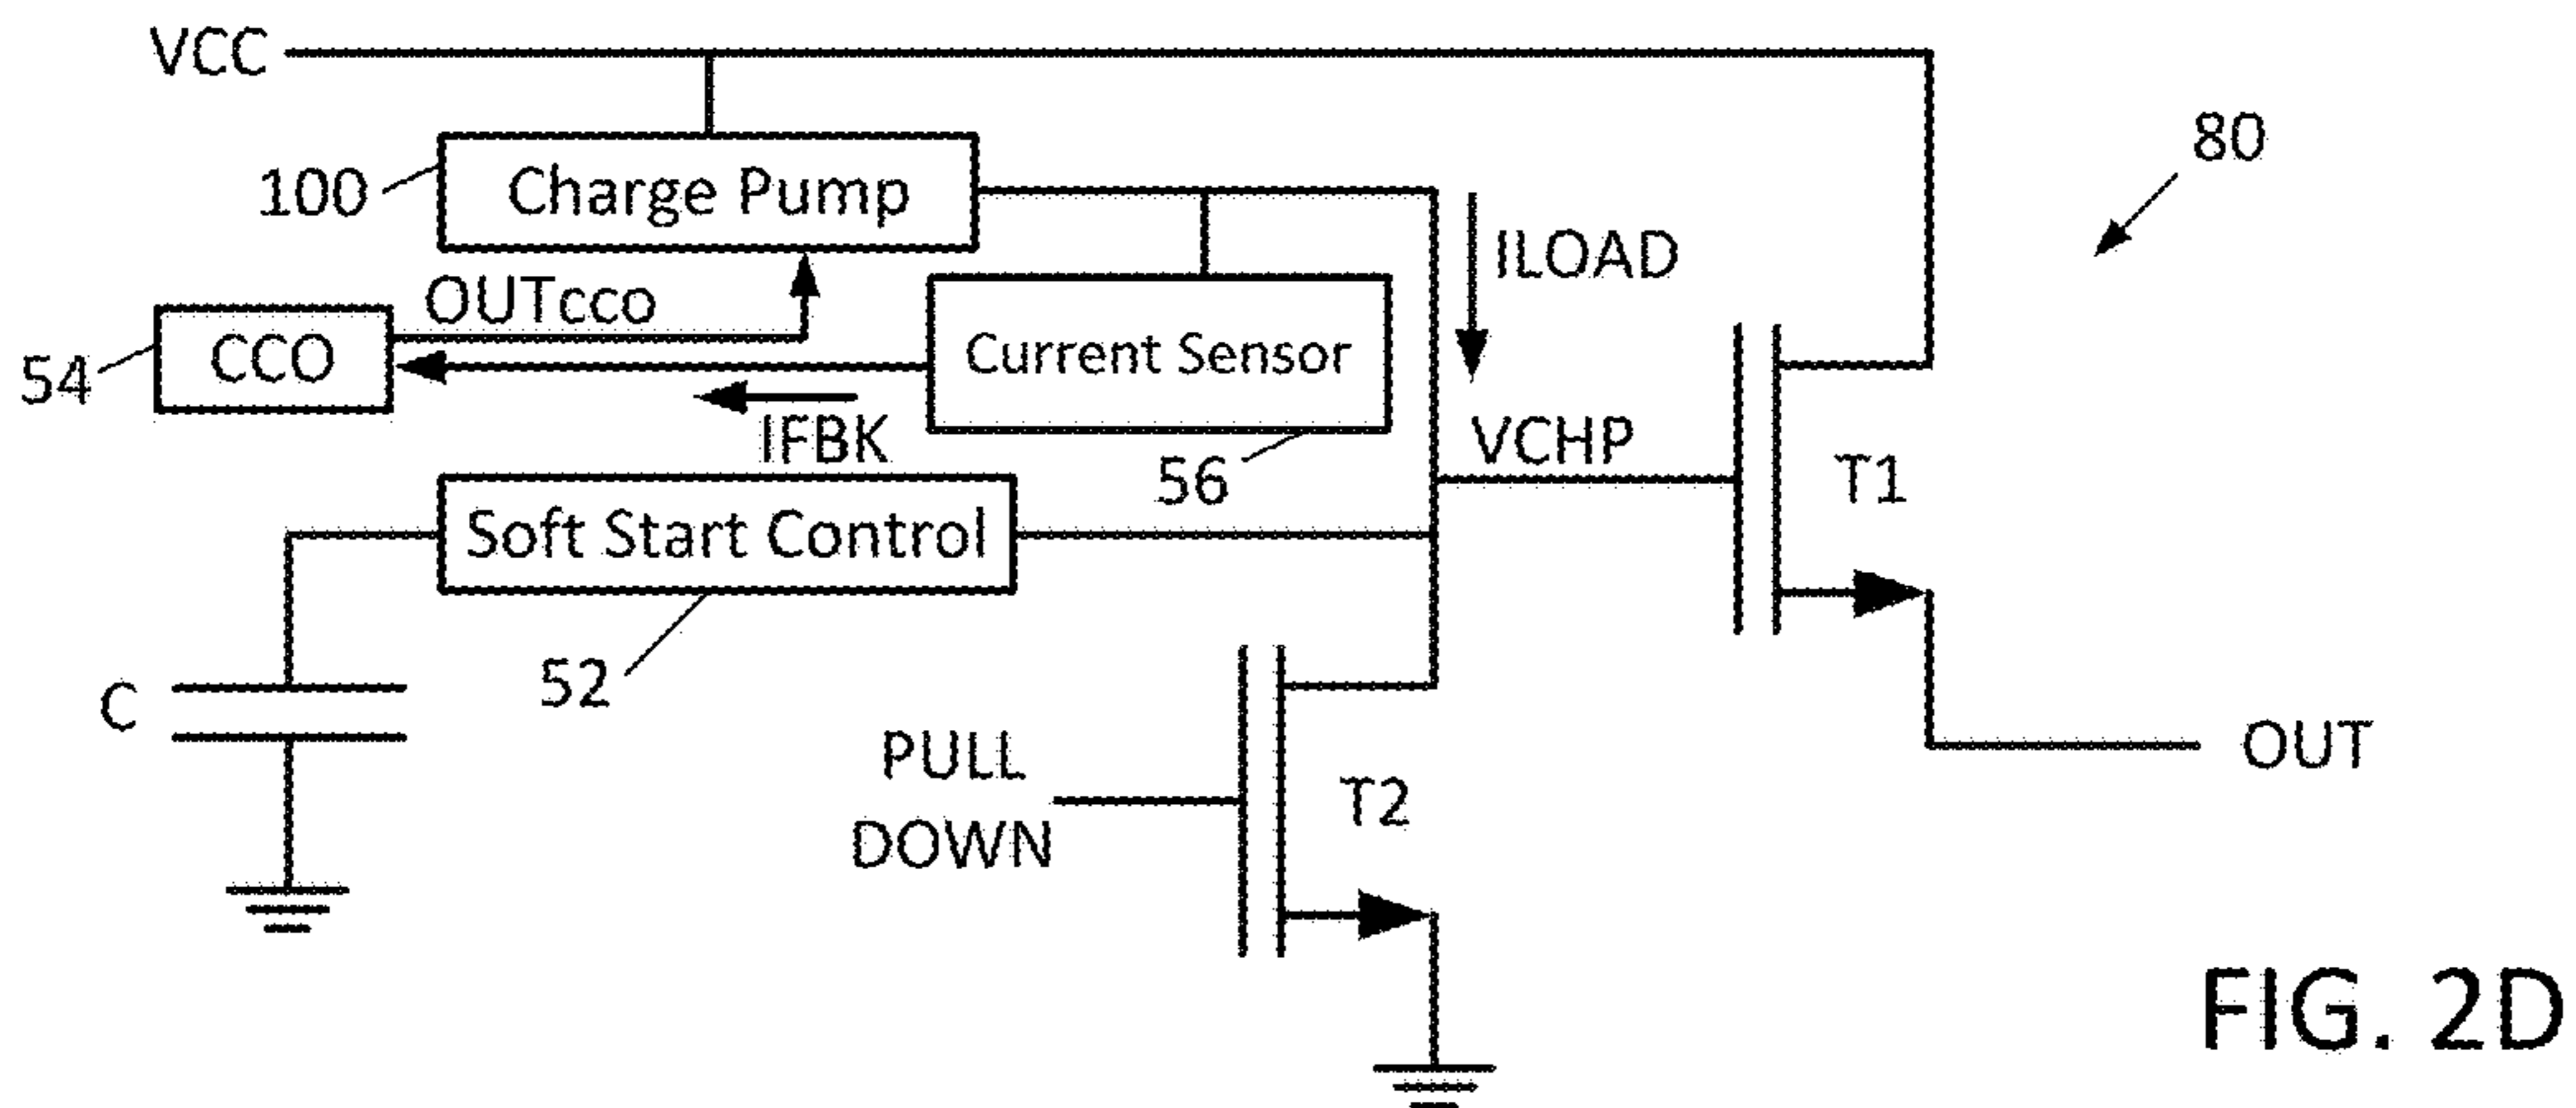 VCC
80
100
Charge Pump
ILOAD
OUTcco
54
CCO
Current Sensor
IFBK
VCHP
56
T1
Soft Start Control
52
C
PULL
DOWN
T2
OUT
FIG. 2D